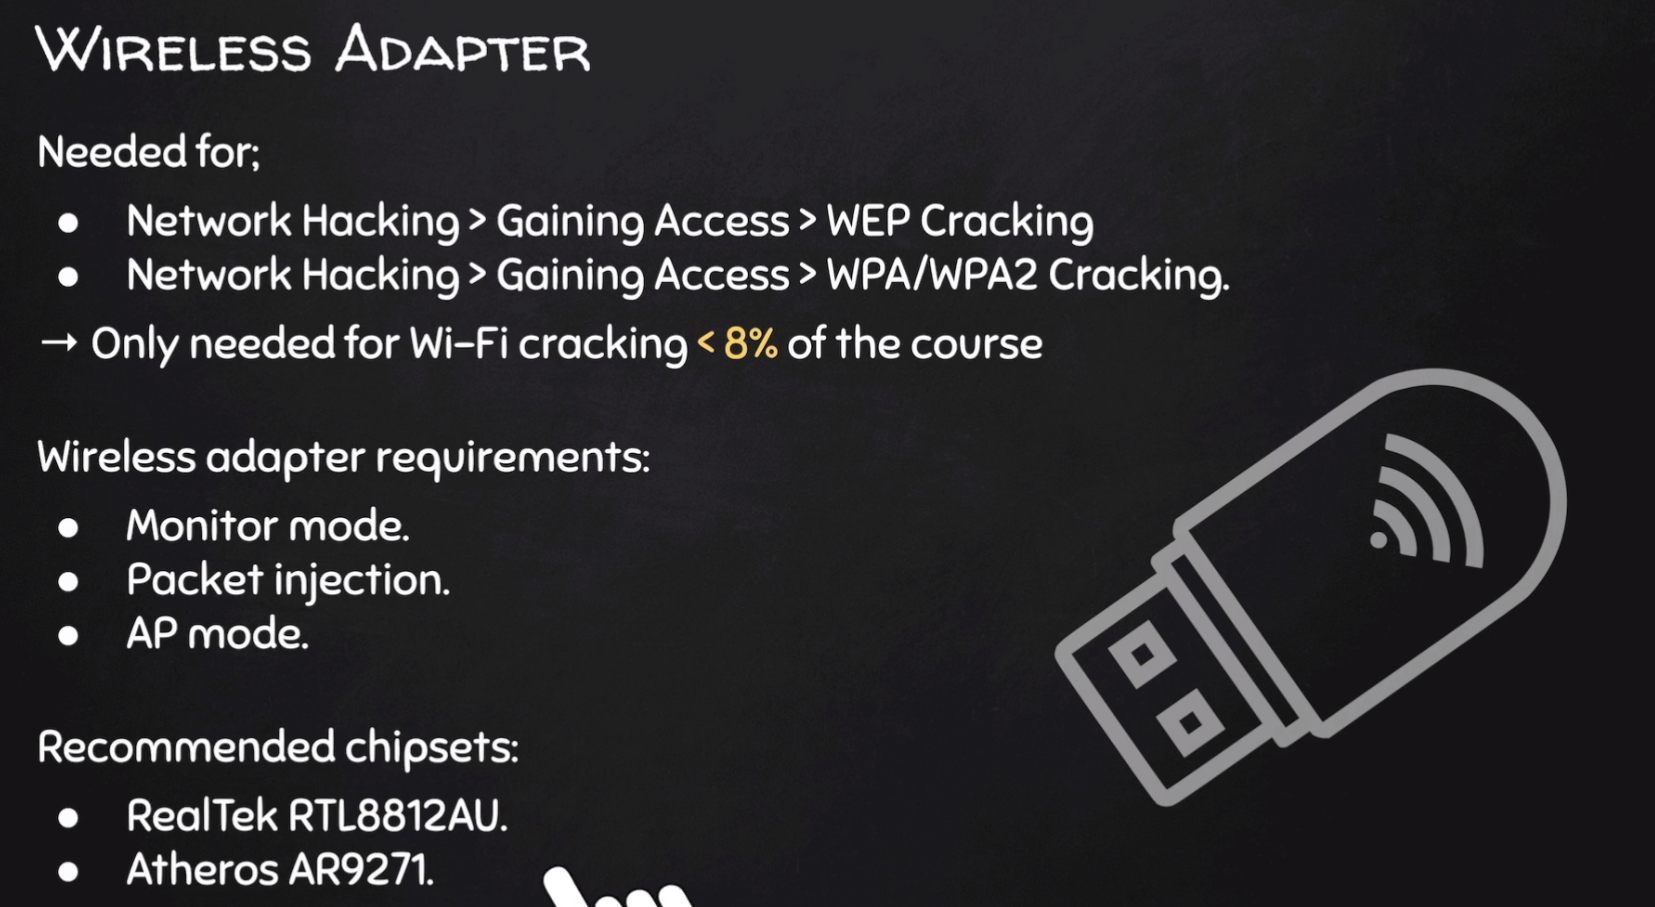 Wireless Adapter
Needed for;
● Network Hacking > Gaining Access > WEP Cracking
● Network Hacking > Gaining Access > WPA/WPA2 Cracking.
→ Only needed for Wi-Fi cracking < 8% of the course
Wireless adapter requirements:
● Monitor mode.
● Packet injection.
● AP mode.
Recommended chipsets:
● RealTek RTL8812AU.
● Atheros AR9271.